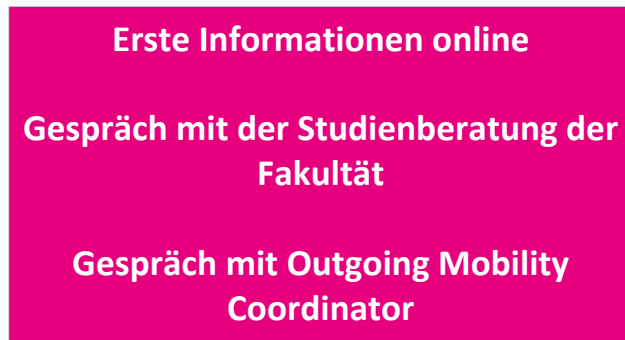 Erste Informationen online
Gespräch mit der Studienberatung der
Fakultät
Gespräch mit Outgoing Mobility
Coordinator